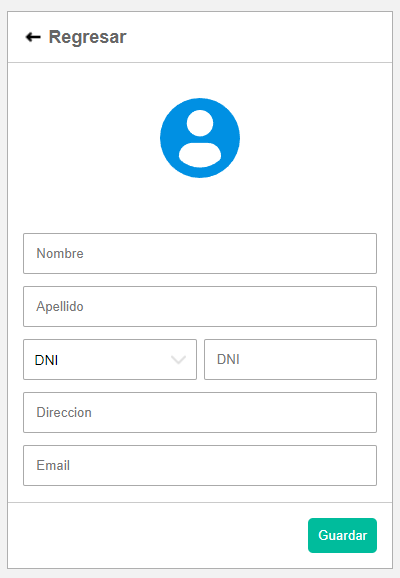 Regresar
Nombre
Apellido
DNI DNI
Direccion
Email
Guardar